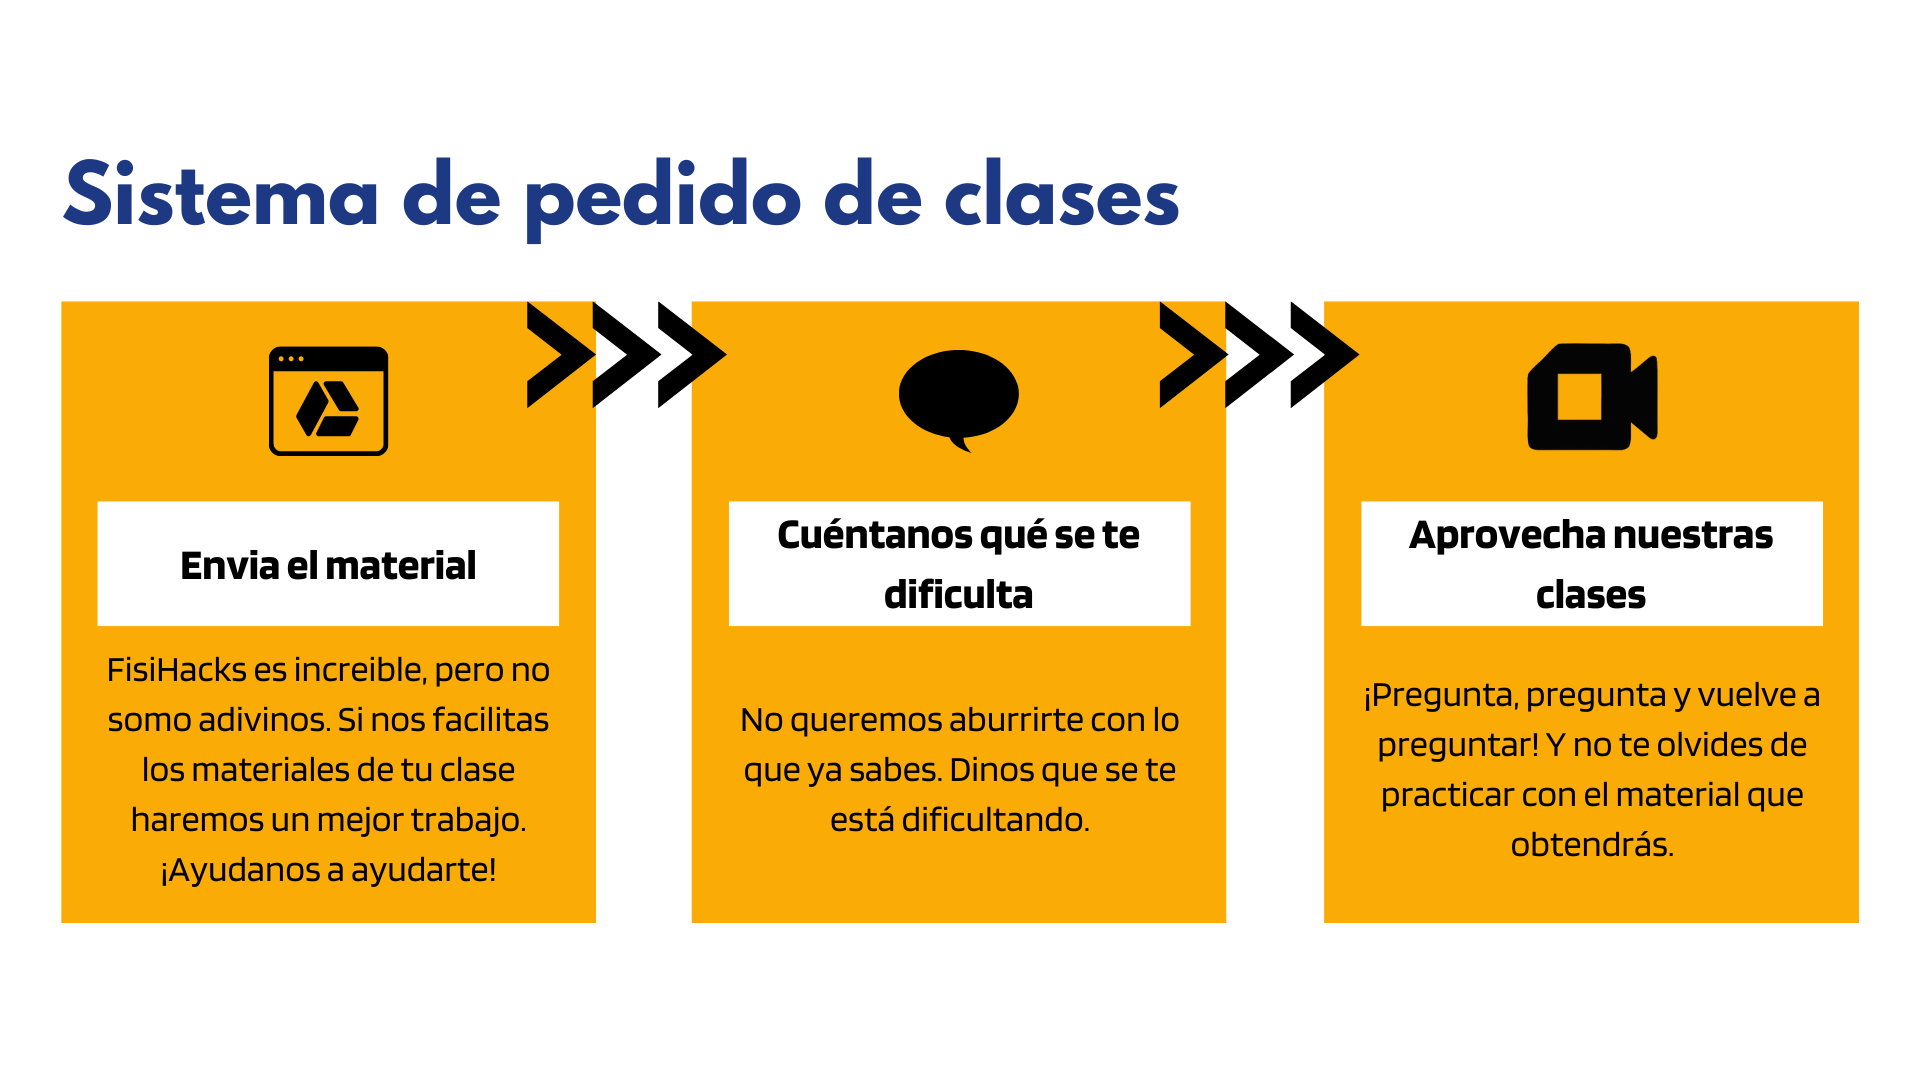 Sistema de pedido de clases
Envia el material
FisiHacks es increible, pero no
somo adivinos. Si nos facilitas
los materiales de tu clase
haremos un mejor trabajo.
¡Ayudanos a ayudarte!
Cuéntanos qué se te
dificulta
No queremos aburrirte con lo
que ya sabes. Dinos que se te
está dificultando.
Aprovecha nuestras
clases
¡Pregunta, pregunta y vuelve a
preguntar! Y no te olvides de
practicar con el material que
obtendrás.